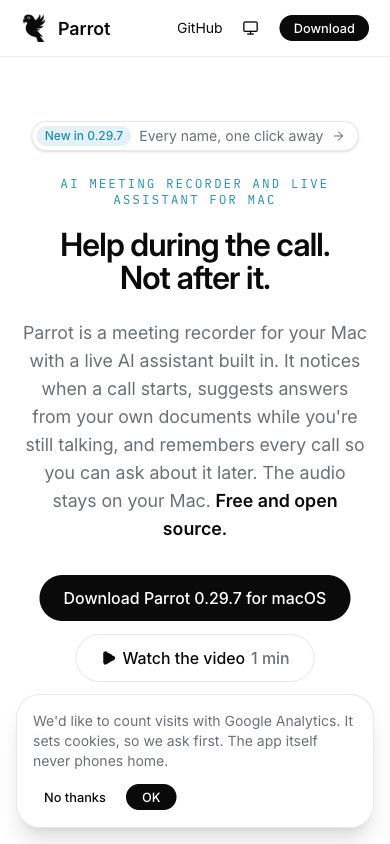 Parrot
GitHub
Download
New in 0.29.7 Every name, one click away →
AI MEETING RECORDER AND LIVE
ASSISTANT FOR MAC
Help during the call.
Not after it.
Parrot is a meeting recorder for your Mac
with a live AI assistant built in. It notices
when a call starts, suggests answers
from your own documents while you're
still talking, and remembers every call so
you can ask about it later. The audio
stays on your Mac. Free and open
source.
Download Parrot 0.29.7 for macOS
Watch the video 1 min
We'd like to count visits with Google Analytics. It
sets cookies, so we ask first. The app itself
never phones home.
No thanks
OK